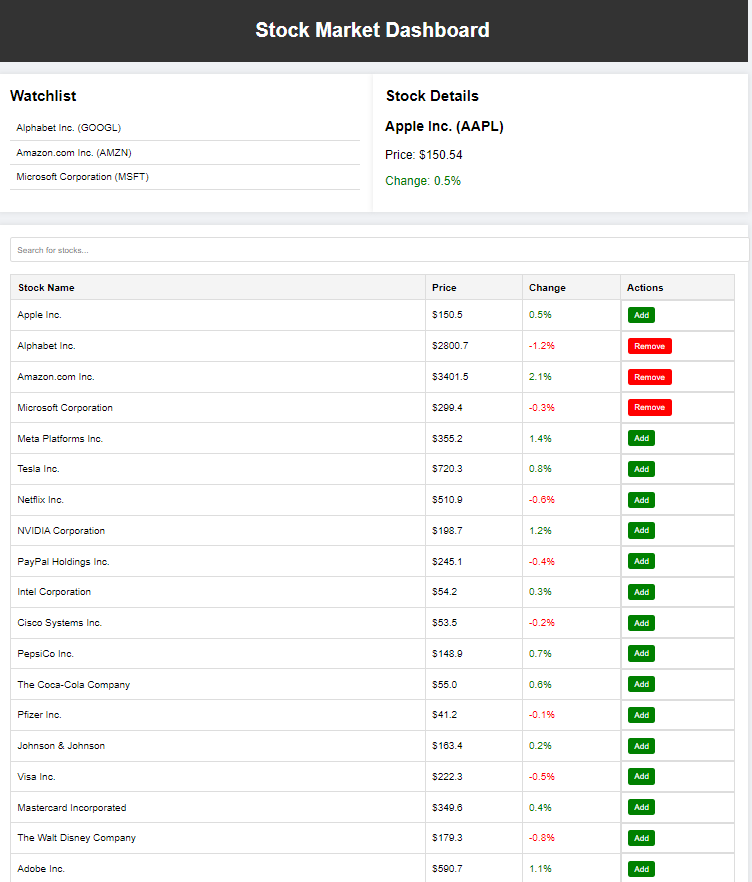 Stock Market Dashboard
Watchlist
Alphabet Inc. (GOOGL)
Amazon.com Inc. (AMZN)
Microsoft Corporation (MSFT)
Stock Details
Apple Inc. (AAPL)
Price: $150.54
Change: 0.5%
Search for stocks...
Stock Name Price Change Actions
Apple Inc. $150.5 0.5% Add
Alphabet Inc. $2800.7 -1.2% Remove
Amazon.com Inc. $3401.5 2.1% Remove
Microsoft Corporation $299.4 -0.3% Remove
Meta Platforms Inc. $355.2 1.4% Add
Tesla Inc. $720.3 0.8% Add
Netflix Inc. $510.9 -0.6% Add
NVIDIA Corporation $198.7 1.2% Add
PayPal Holdings Inc. $245.1 -0.4% Add
Intel Corporation $54.2 0.3% Add
Cisco Systems Inc. $53.5 -0.2% Add
PepsiCo Inc. $148.9 0.7% Add
The Coca-Cola Company $55.0 0.6% Add
Pfizer Inc. $41.2 -0.1% Add
Johnson & Johnson $163.4 0.2% Add
Visa Inc. $222.3 -0.5% Add
Mastercard Incorporated $349.6 0.4% Add
The Walt Disney Company $179.3 -0.8% Add
Adobe Inc. $590.7 1.1% Add